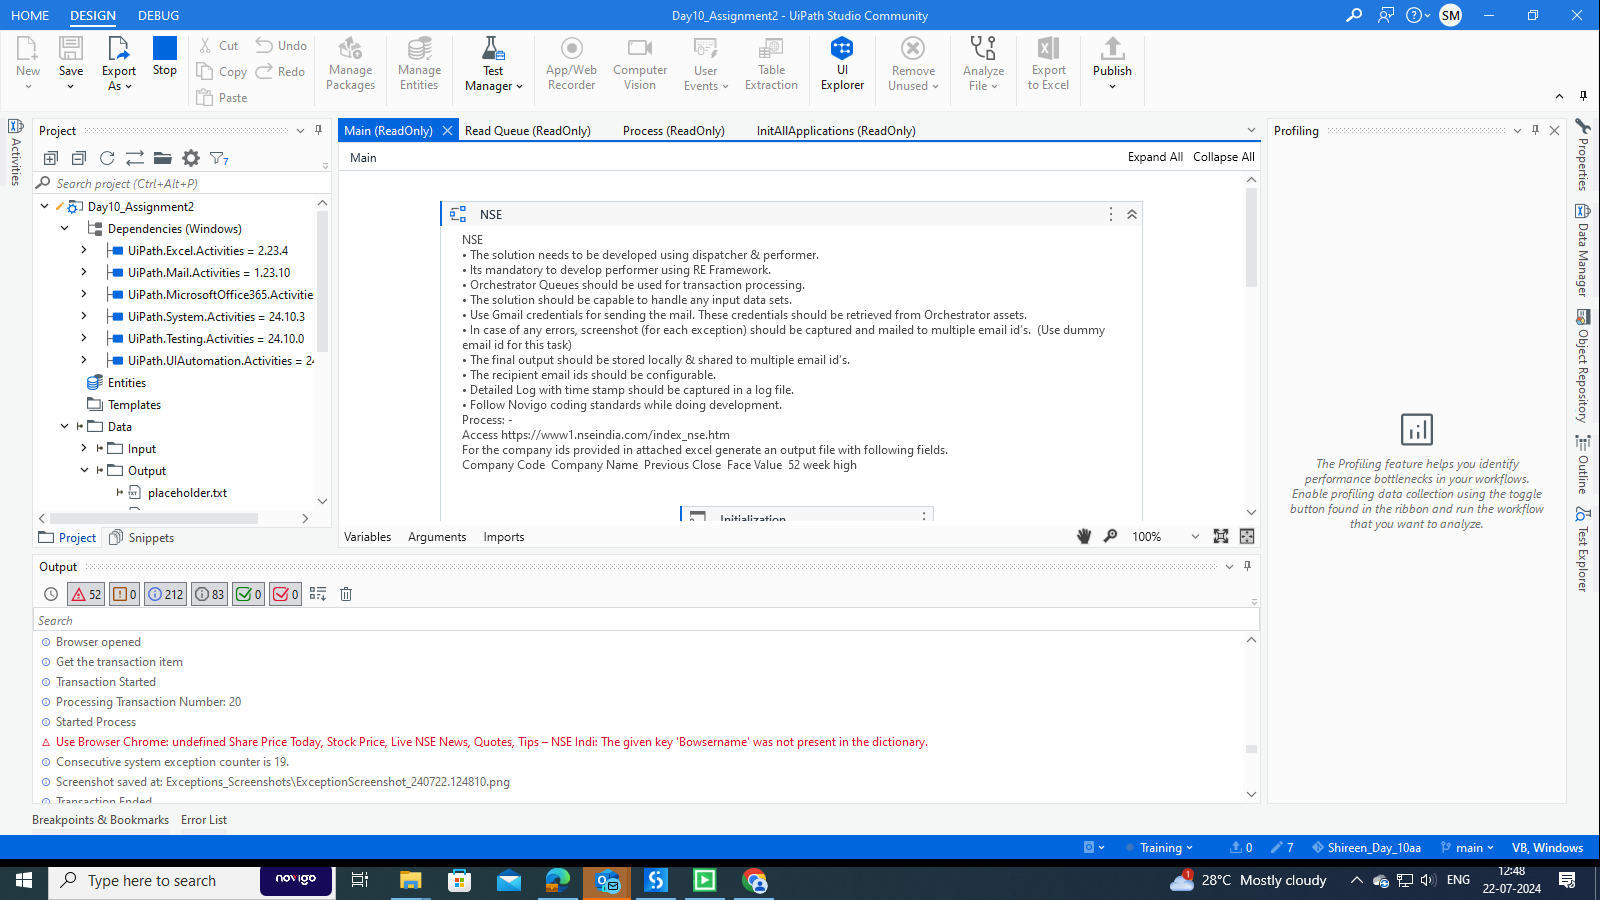 HOME DESIGN DEBUG
Day10_Assignment2 - UiPath Studio Community
SM
New
Save
Export As
Stop
Cut
Copy
Paste
Undo
Redo
Manage Packages
Manage Entities
Test Manager
App/Web Recorder
Computer Vision
User Events
Table Extraction
UI Explorer
Remove Unused
Analyze File
Export to Excel
Publish
Activities
Project
7
Search project (Ctrl+Alt+P)
Day10_Assignment2
Dependencies (Windows)
UiPath.Excel.Activities = 2.23.4
UiPath.Mail.Activities = 1.23.10
UiPath.MicrosoftOffice365.Activitie
UiPath.System.Activities = 24.10.3
UiPath.Testing.Activities = 24.10.0
UiPath.UIAutomation.Activities = 24
Entities
Templates
Data
Input
Output
placeholder.txt
Project Snippets
Main (ReadOnly) Read Queue (ReadOnly) Process (ReadOnly) InitAllApplications (ReadOnly)
Main
Expand All Collapse All
NSE
NSE
• The solution needs to be developed using dispatcher & performer.
• Its mandatory to develop performer using RE Framework.
• Orchestrator Queues should be used for transaction processing.
• The solution should be capable to handle any input data sets.
• Use Gmail credentials for sending the mail. These credentials should be retrieved from Orchestrator assets.
• In case of any errors, screenshot (for each exception) should be captured and mailed to multiple email id's. (Use dummy
email id for this task)
• The final output should be stored locally & shared to multiple email id's.
• The recipient email ids should be configurable.
• Detailed Log with time stamp should be captured in a log file.
• Follow Novigo coding standards while doing development.
Process: -
Access https://www1.nseindia.com/index_nse.htm
For the company ids provided in attached excel generate an output file with following fields.
Company Code Company Name Previous Close Face Value 52 week high
Initialization
Variables Arguments Imports
100%
Profiling
The Profiling feature helps you identify
performance bottlenecks in your workflows.
Enable profiling data collection using the toggle
button found in the ribbon and run the workflow
that you want to analyze.
Properties
Data Manager
Object Repository
Outline
Test Explorer
Output
52 0 212 83 0 0
Search
Browser opened
Get the transaction item
Transaction Started
Processing Transaction Number: 20
Started Process
Use Browser Chrome: undefined Share Price Today, Stock Price, Live NSE News, Quotes, Tips – NSE Indi: The given key 'Bowsername' was not present in the dictionary.
Consecutive system exception counter is 19.
Screenshot saved at: Exceptions_Screenshots\ExceptionScreenshot_240722.124810.png
Transaction Ended
Breakpoints & Bookmarks Error List
Training 0 7 Shireen_Day_10aa main VB, Windows
Type here to search
novigo
1
28°C Mostly cloudy
ENG
12:48
22-07-2024